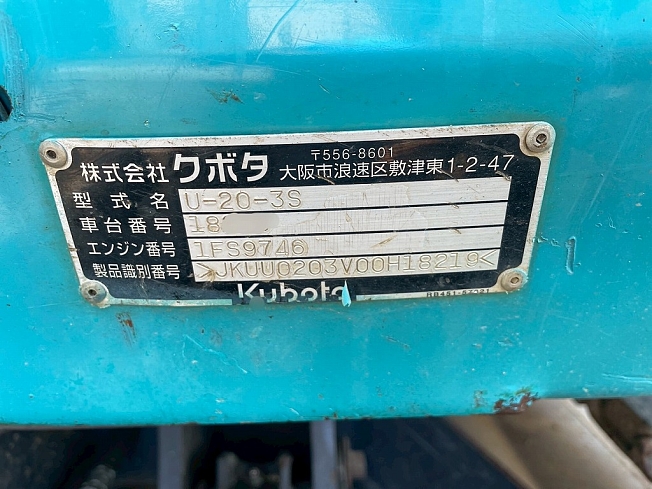 株式会社 クボタ 〒556-8601 大阪市浪速区敷津東1-2-47
型式名 U-20-3S
車台番号 18
エンジン番号 1FS9746
製品識別番号 >JKUU0203V00H18219<
Kubota